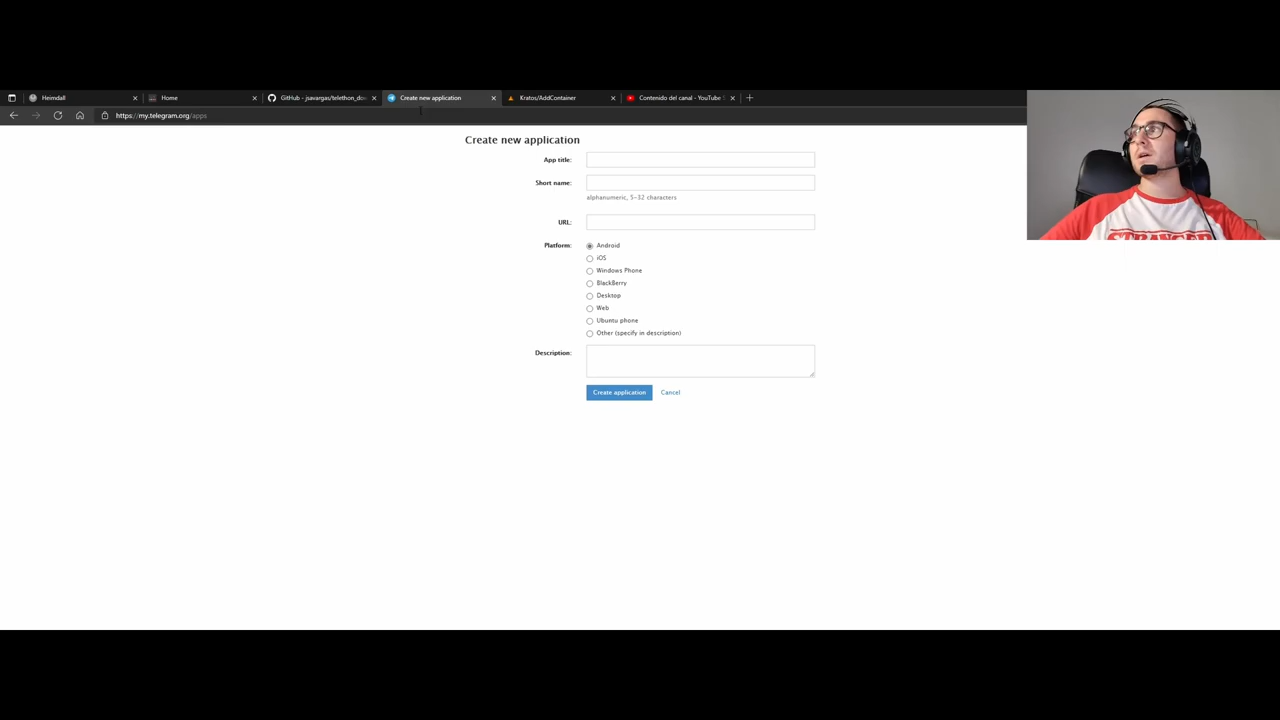 Heimdall
Home
GitHub - jsavargas/telethon_do
Create new application
Kratos/AddContainer
Contenido del canal - YouTube
https://my.telegram.org/apps
Create new application
App title:
Short name:
alphanumeric, 5-32 characters
URL:
Platform:
Android
iOS
Windows Phone
BlackBerry
Desktop
Web
Ubuntu phone
Other (specify in description)
Description:
Create application
Cancel
STRANGER